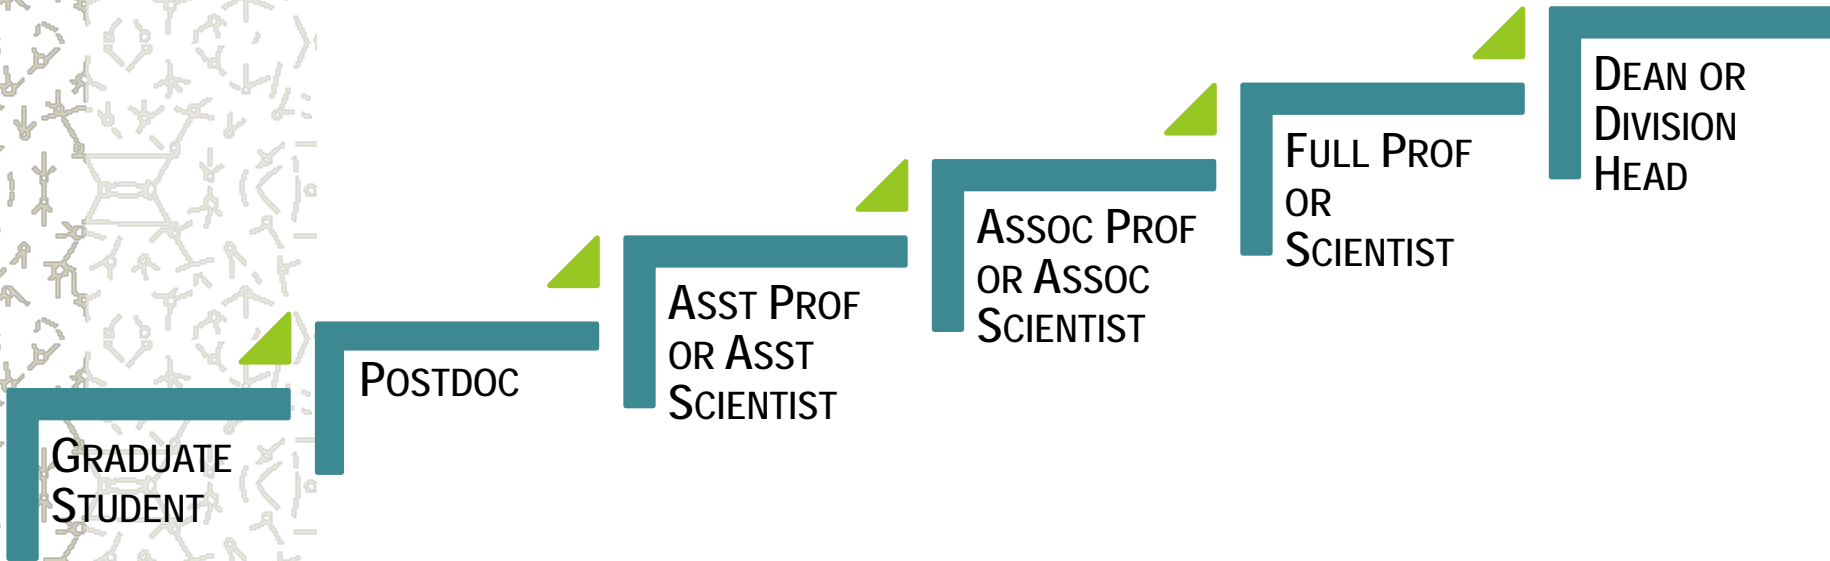 GRADUATE
STUDENT
POSTDOC
ASST PROF
OR ASST
SCIENTIST
ASSOC PROF
OR ASSOC
SCIENTIST
FULL PROF
OR
SCIENTIST
DEAN OR
DIVISION
HEAD